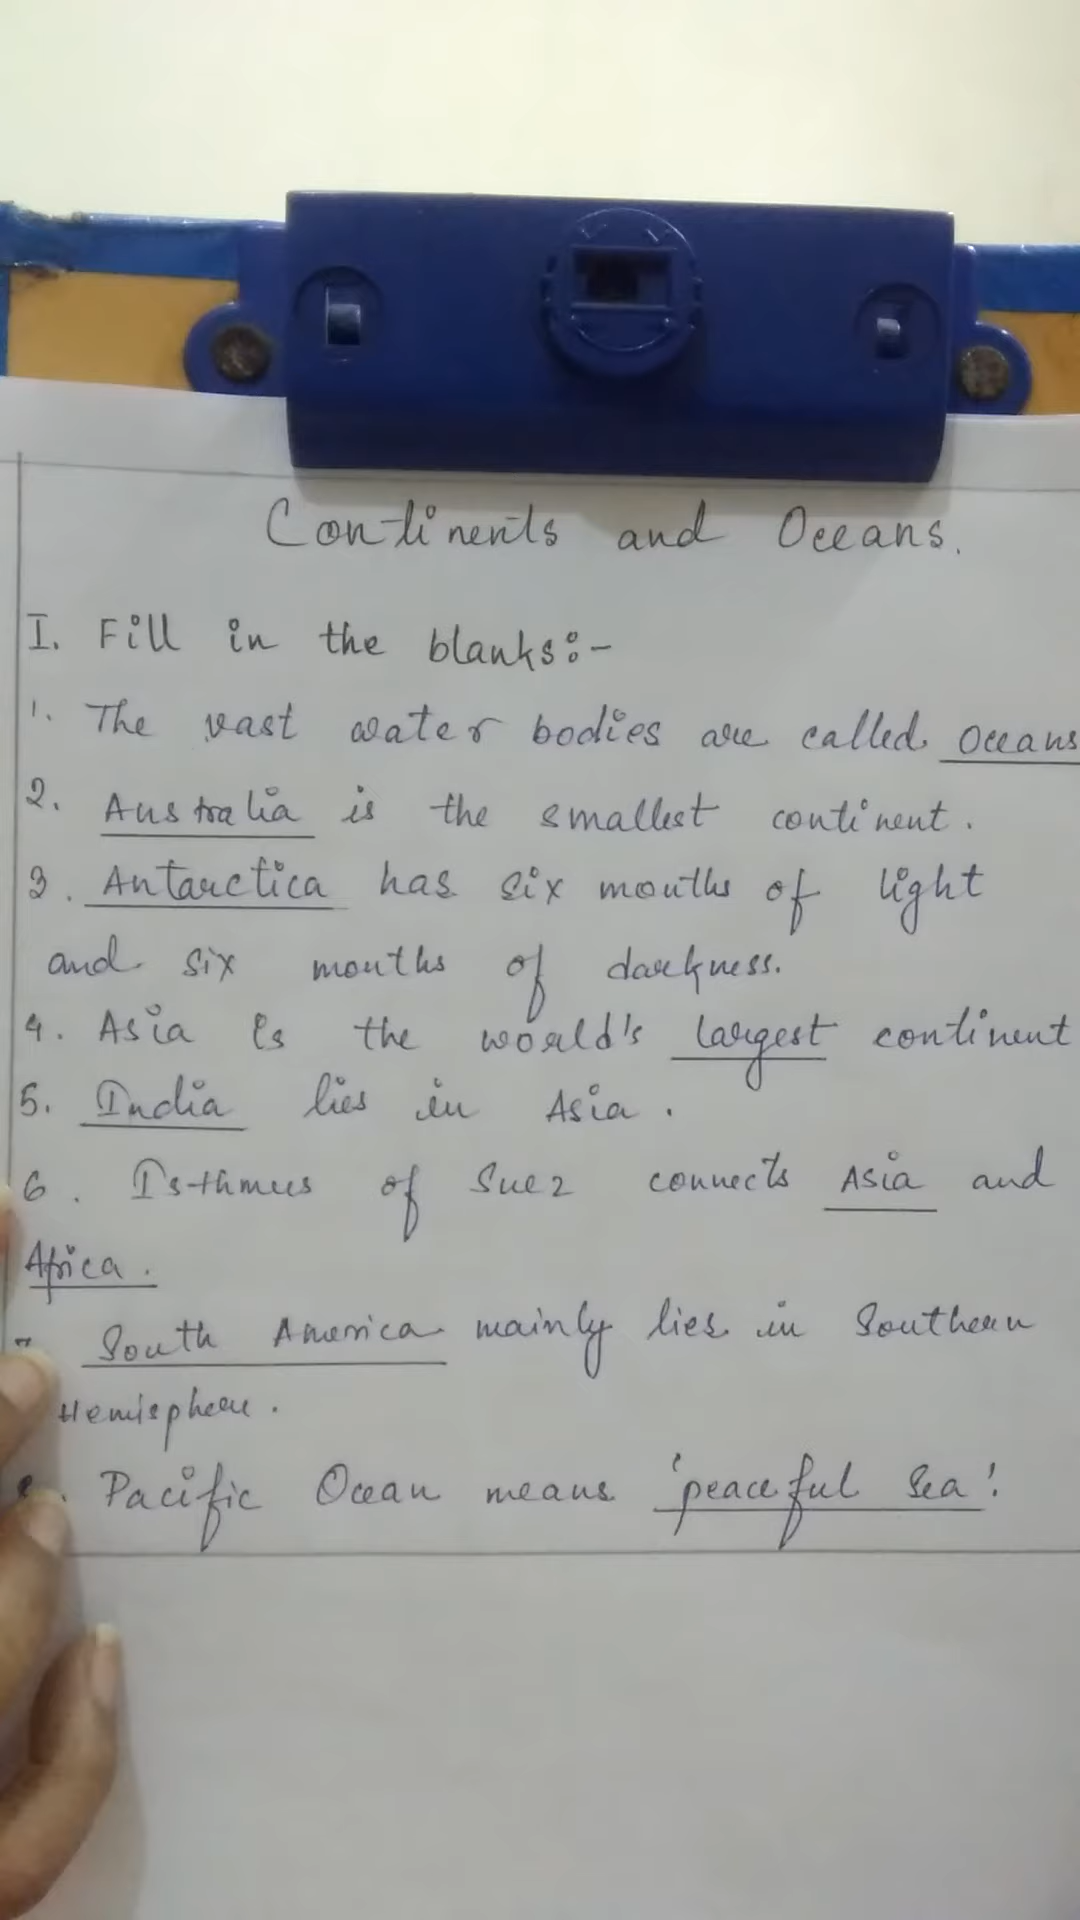 Continents and Oceans.
I. Fill in the blanks:-
1. The vast water bodies are called Oceans
2. Australia is the smallest continent.
3. Antarctica has six months of light
and six months of darkness.
4. Asia is the world's largest continent
5. India lies in Asia.
6. Isthmus of Suez connects Asia and
Africa.
South America mainly lies in Southern
Hemisphere.
Pacific Ocean means 'peaceful Sea'.